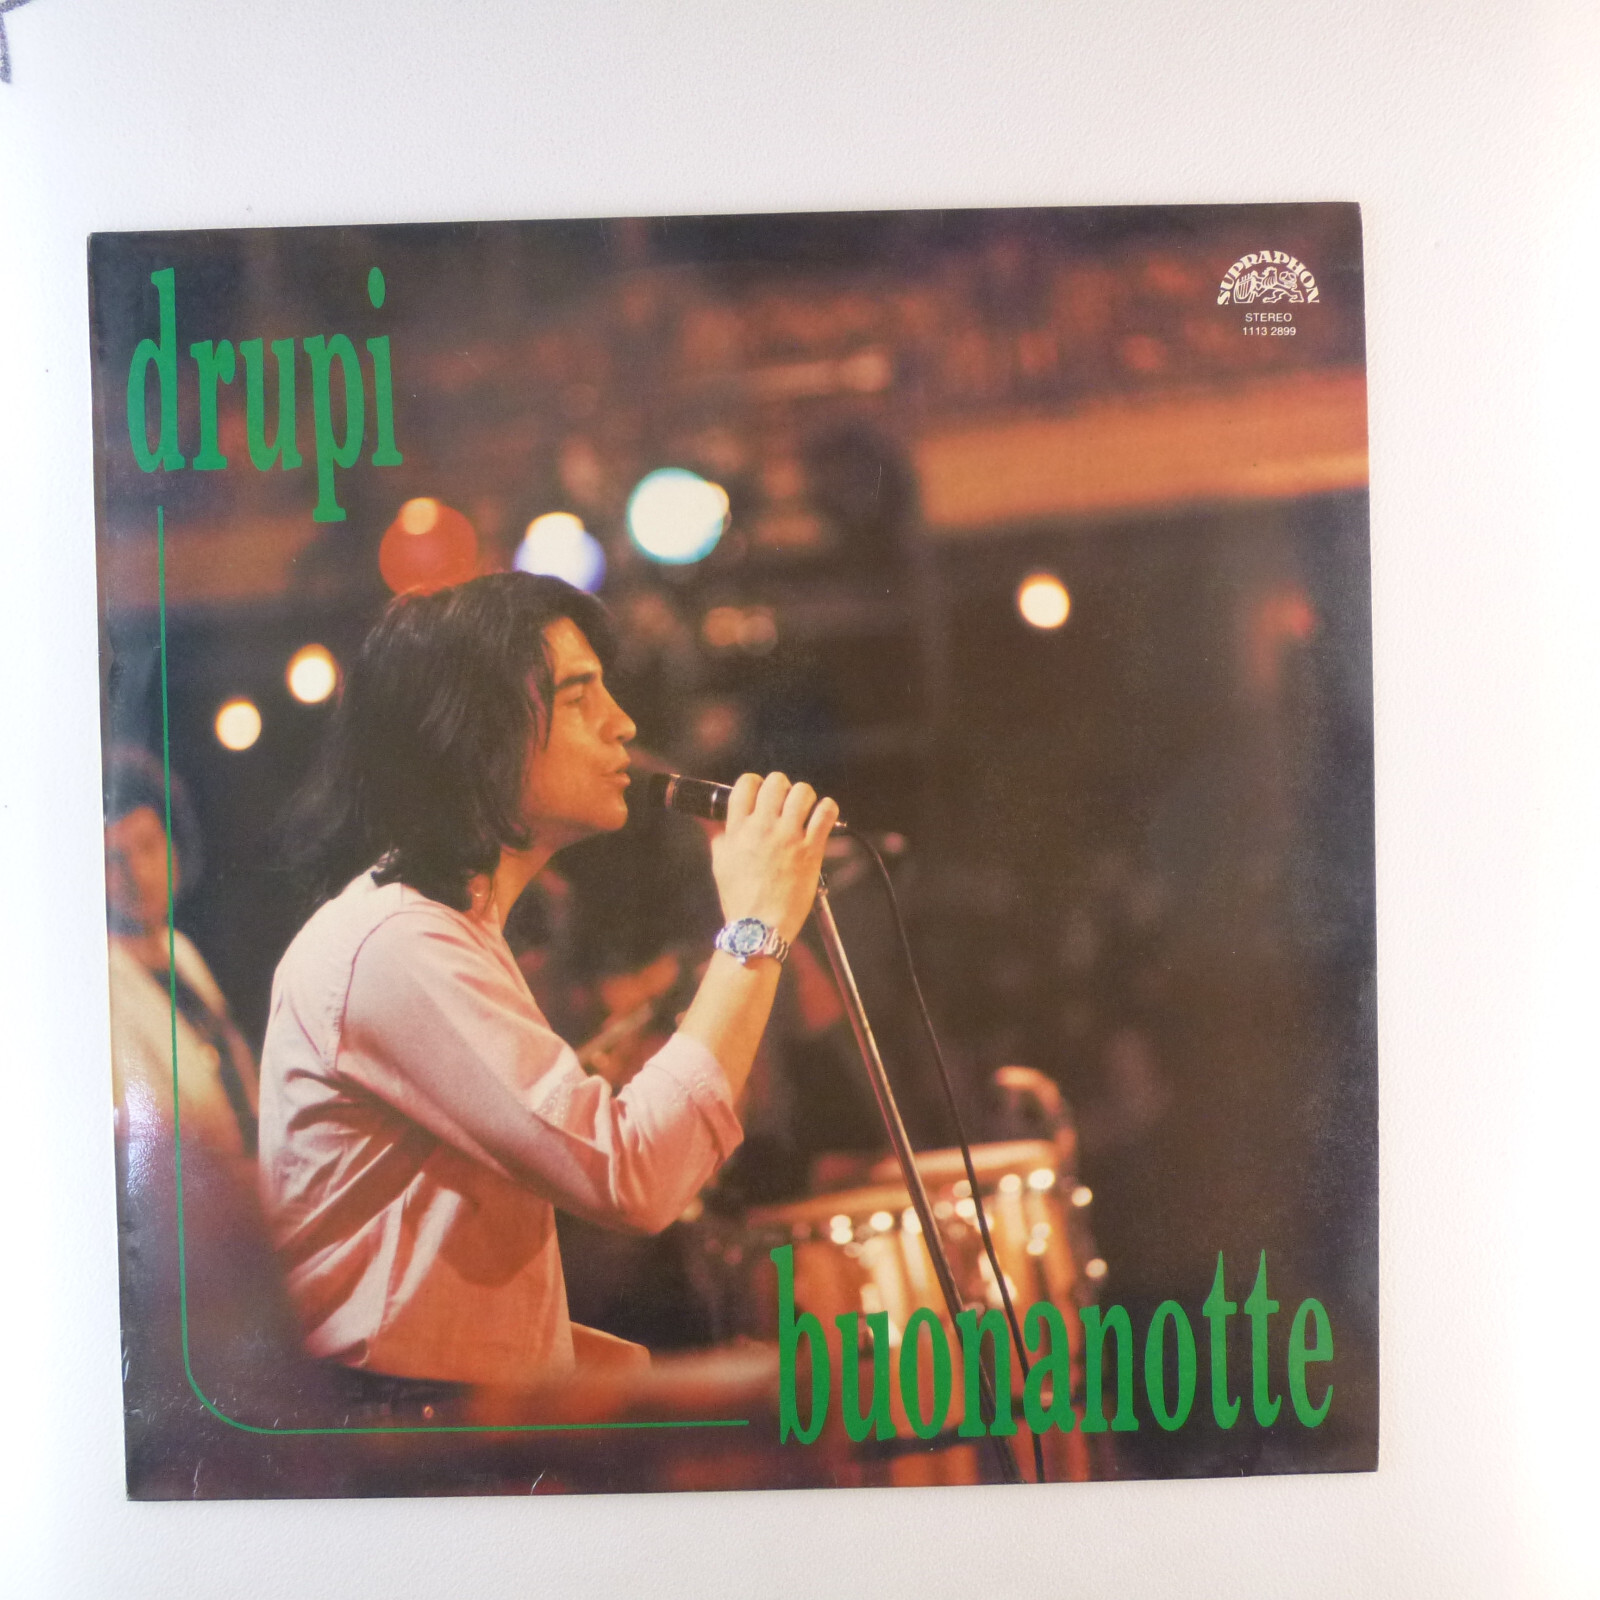 drupi
SUPRAPHON
STEREO
1113 2899
buonanotte